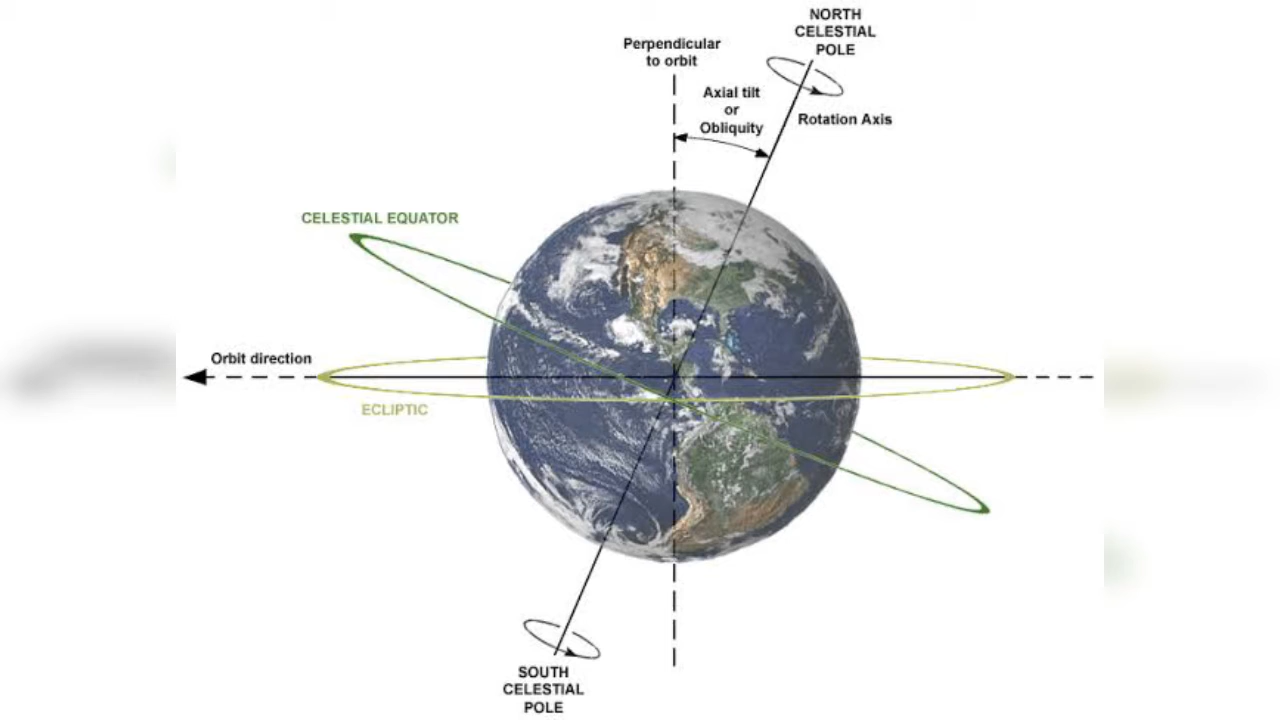 NORTH
CELESTIAL
POLE
Perpendicular
to orbit
Axial tilt
or
Obliquity
Rotation Axis
CELESTIAL EQUATOR
Orbit direction
ECLIPTIC
SOUTH
CELESTIAL
POLE